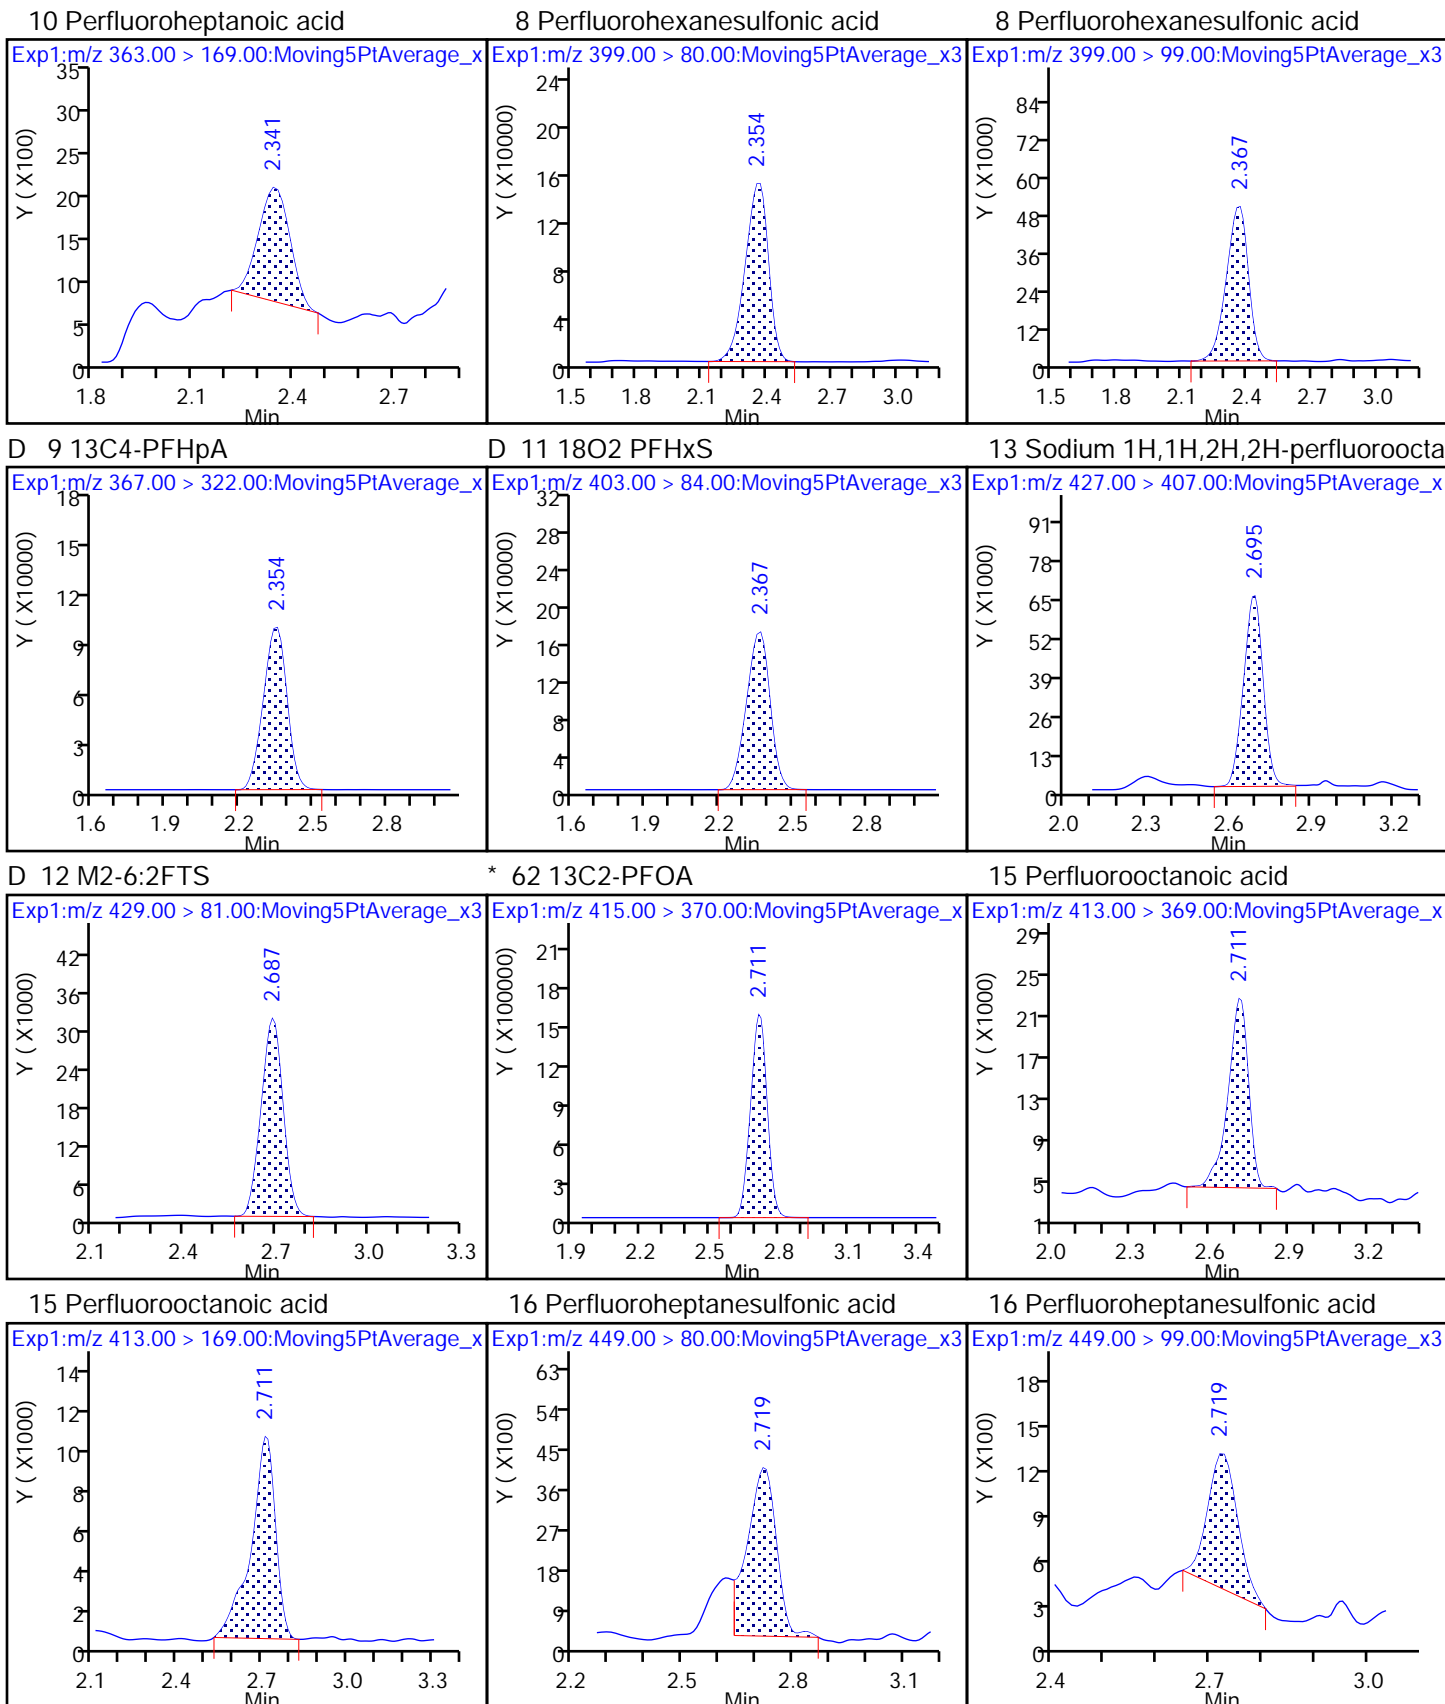 10 Perfluoroheptanoic acid
Exp1:m/z 363.00 > 169.00:Moving5PtAverage_x
Y ( X100)
35
30
25
20
15
10
5
0
2.341
1.8 2.1 2.4 2.7
Min
8 Perfluorohexanesulfonic acid
Exp1:m/z 399.00 > 80.00:Moving5PtAverage_x3
Y ( X10000)
24
20
16
12
8
4
0
2.354
1.5 1.8 2.1 2.4 2.7 3.0
Min
8 Perfluorohexanesulfonic acid
Exp1:m/z 399.00 > 99.00:Moving5PtAverage_x3
Y ( X1000)
84
72
60
48
36
24
12
0
2.367
1.5 1.8 2.1 2.4 2.7 3.0
Min
D 9 13C4-PFHpA
Exp1:m/z 367.00 > 322.00:Moving5PtAverage_x
Y ( X10000)
18
15
12
9
6
3
0
2.354
1.6 1.9 2.2 2.5 2.8
Min
D 11 18O2 PFHxS
Exp1:m/z 403.00 > 84.00:Moving5PtAverage_x3
Y ( X10000)
32
28
24
20
16
12
8
4
0
2.367
1.6 1.9 2.2 2.5 2.8
Min
13 Sodium 1H,1H,2H,2H-perfluoroocta
Exp1:m/z 427.00 > 407.00:Moving5PtAverage_x
Y ( X1000)
91
78
65
52
39
26
13
0
2.695
2.0 2.3 2.6 2.9 3.2
Min
D 12 M2-6:2FTS
Exp1:m/z 429.00 > 81.00:Moving5PtAverage_x3
Y ( X1000)
42
36
30
24
18
12
6
0
2.687
2.1 2.4 2.7 3.0 3.3
Min
* 62 13C2-PFOA
Exp1:m/z 415.00 > 370.00:Moving5PtAverage_x
Y ( X100000)
21
18
15
12
9
6
3
0
2.711
1.9 2.2 2.5 2.8 3.1 3.4
Min
15 Perfluorooctanoic acid
Exp1:m/z 413.00 > 369.00:Moving5PtAverage_x
Y ( X1000)
29
25
21
17
13
9
5
1
2.711
2.0 2.3 2.6 2.9 3.2
Min
15 Perfluorooctanoic acid
Exp1:m/z 413.00 > 169.00:Moving5PtAverage_x
Y ( X1000)
14
12
10
8
6
4
2
0
2.711
2.1 2.4 2.7 3.0 3.3
Min
16 Perfluoroheptanesulfonic acid
Exp1:m/z 449.00 > 80.00:Moving5PtAverage_x3
Y ( X100)
63
54
45
36
27
18
9
0
2.719
2.2 2.5 2.8 3.1
Min
16 Perfluoroheptanesulfonic acid
Exp1:m/z 449.00 > 99.00:Moving5PtAverage_x3
Y ( X100)
18
15
12
9
6
3
0
2.719
2.4 2.7 3.0
Min